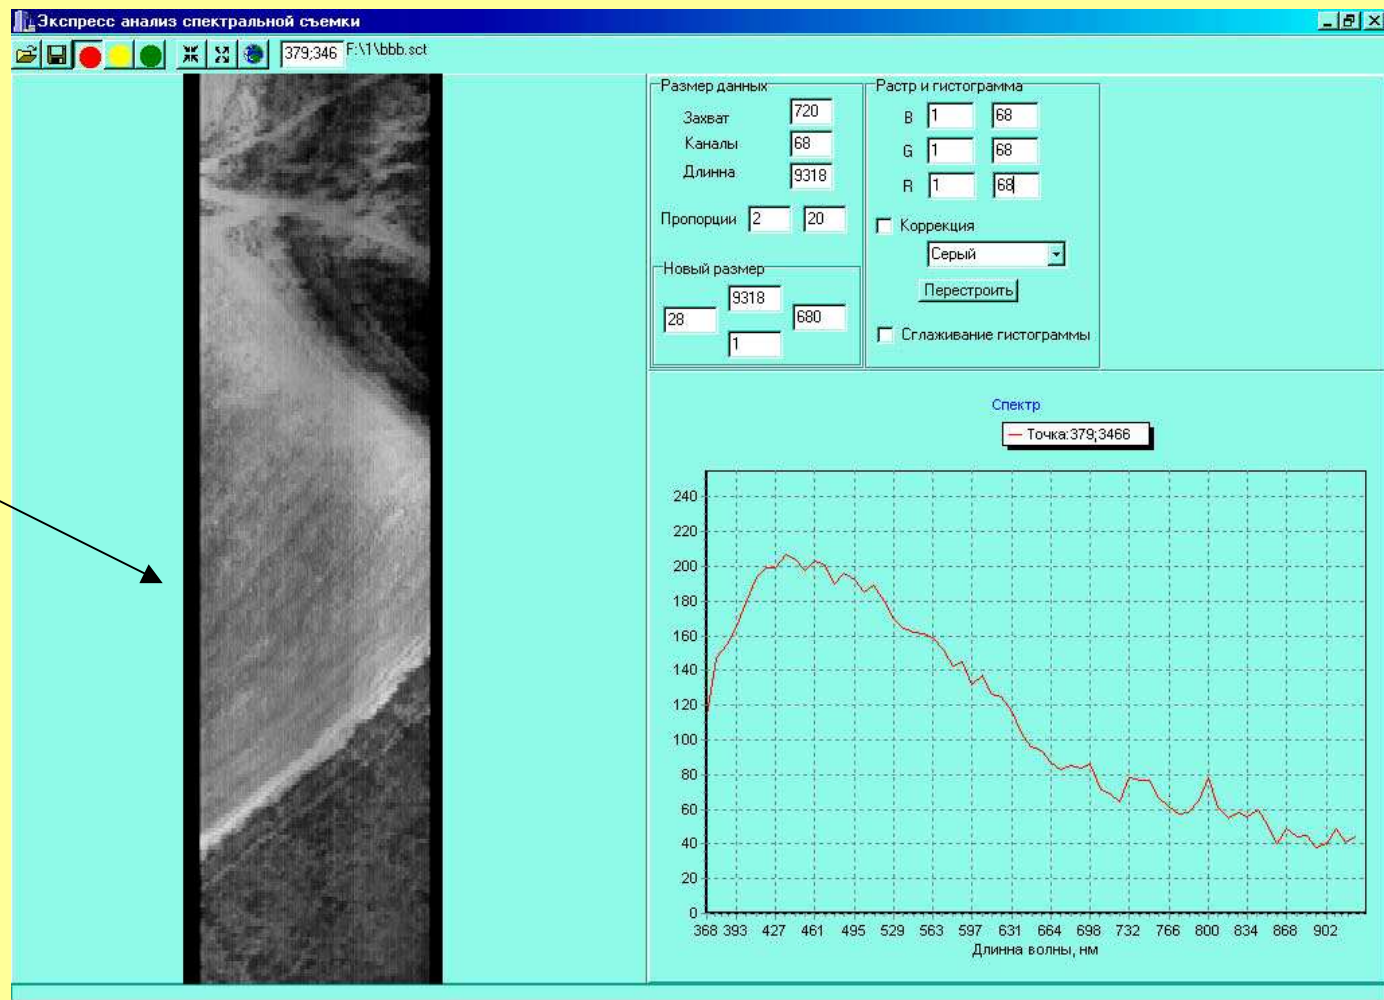 Экспресс анализ спектральной съемки
379;346 F:\1\bbb.sct
Размер данных
Захват 720
Каналы 68
Длинна 9318
Пропорции 2 20
Новый размер
9318
28 680
1
Растр и гистограмма
B 1 68
G 1 68
R 1 68
Коррекция
Серый
Перестроить
Сглаживание гистограммы
Спектр
Точка:379;3466
240
220
200
180
160
140
120
100
80
60
40
20
0
368 393 427 461 495 529 563 597 631 664 698 732 766 800 834 868 902
Длинна волны, нм